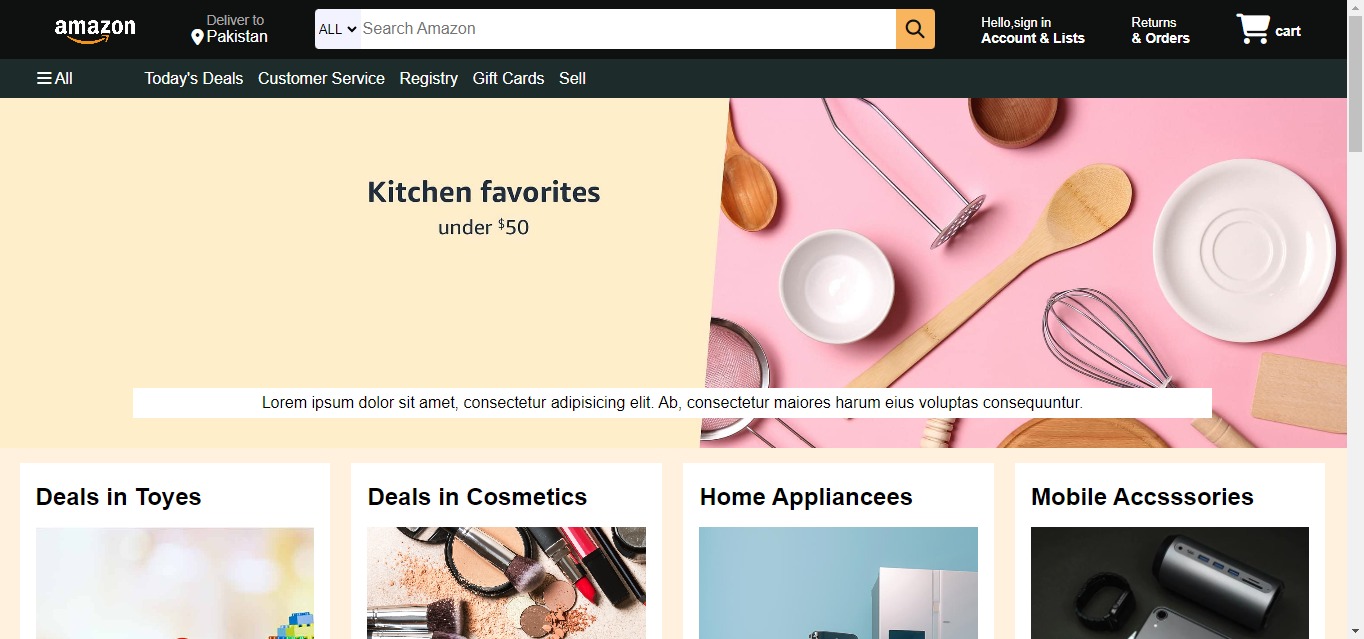 amazon
Deliver to
Pakistan
ALL
Search Amazon
Hello,sign in
Account & Lists
Returns
& Orders
cart
All
Today's Deals
Customer Service
Registry
Gift Cards
Sell
Kitchen favorites
under $50
Lorem ipsum dolor sit amet, consectetur adipisicing elit. Ab, consectetur maiores harum eius voluptas consequuntur.
Deals in Toyes
Deals in Cosmetics
Home Appliancees
Mobile Accsssories